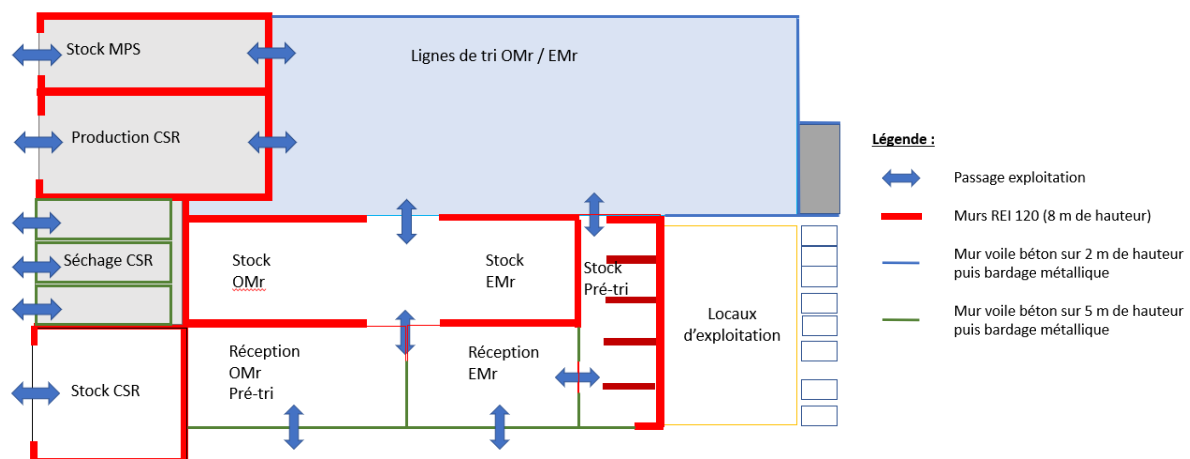 Stock MPS
Lignes de tri OMr / EMr
Production CSR
Séchage CSR
Stock CSR
Stock
OMr
Stock
EMr
Stock
Pré-tri
Réception
OMr
Pré-tri
Réception
EMr
Locaux
d'exploitation
Légende :
Passage exploitation
Murs REI 120 (8 m de hauteur)
Mur voile béton sur 2 m de hauteur
puis bardage métallique
Mur voile béton sur 5 m de hauteur
puis bardage métallique